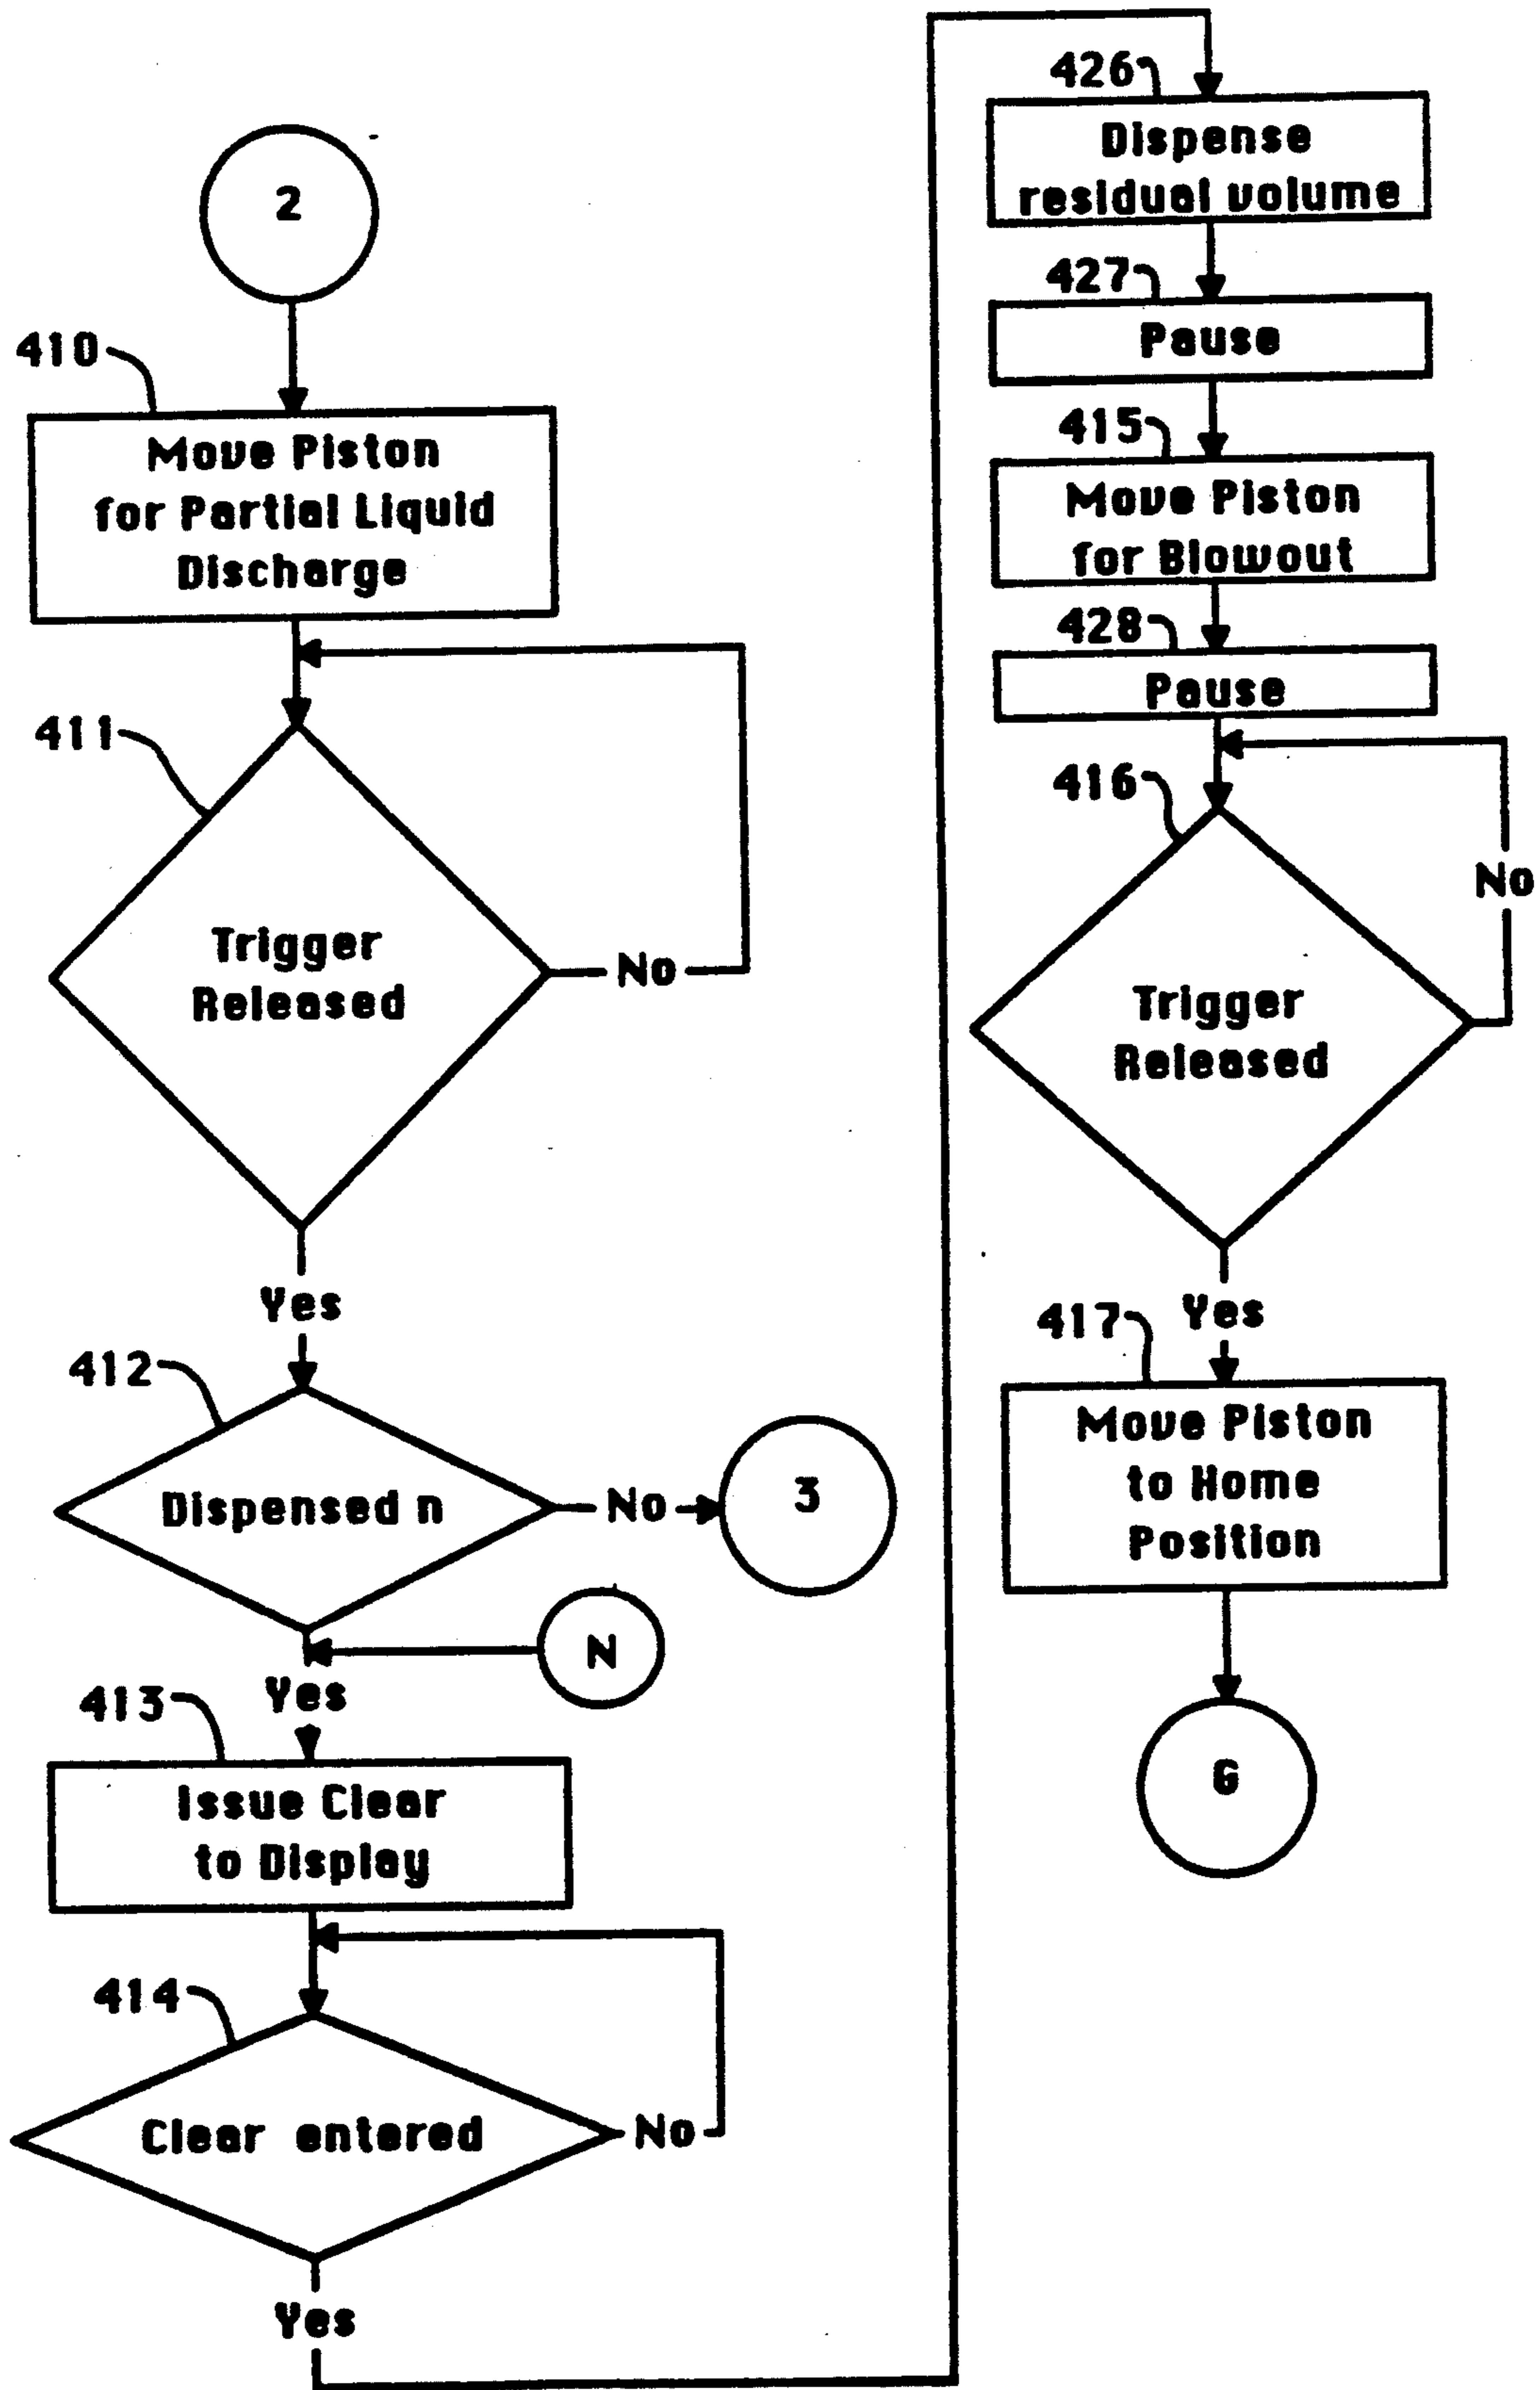 2
410
Move Piston
for Partial Liquid
Discharge
411
Trigger
Released
No
Yes
412
Dispensed n
No
3
N
Yes
413
Issue Clear
to Display
414
Clear entered
No
Yes
426
Dispense
residual volume
427
Pause
415
Move Piston
for Blowout
428
Pause
416
No
Trigger
Released
Yes
417
Move Piston
to Home
Position
G